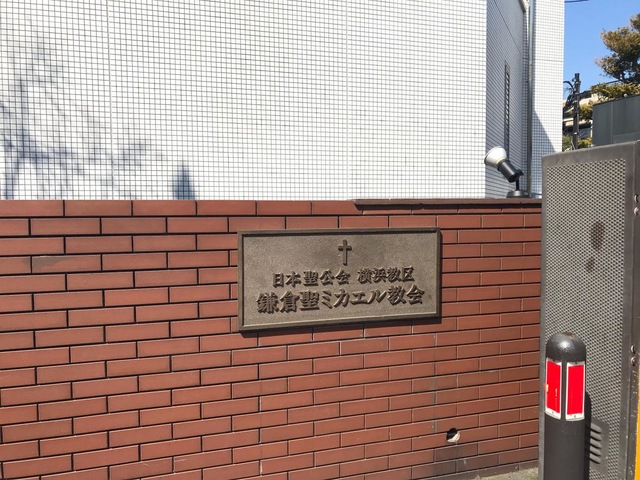 日本聖公会 横浜教区
鎌倉聖ミカエル教会